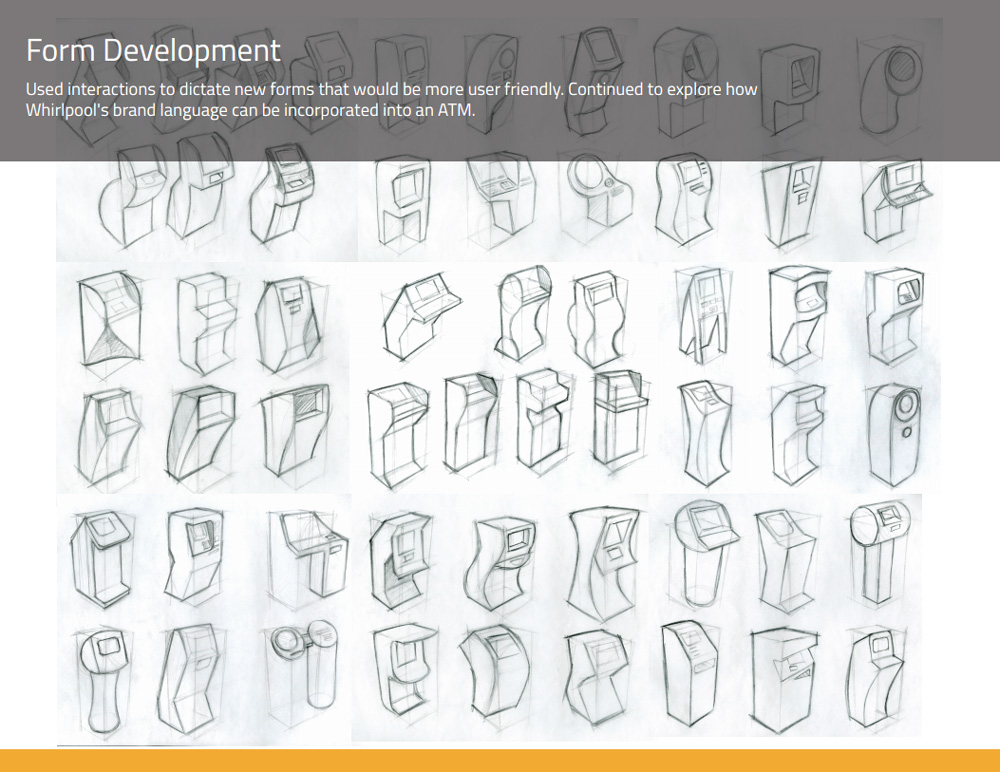 Form Development
Used interactions to dictate new forms that would be more user friendly. Continued to explore how
Whirlpool's brand language can be incorporated into an ATM.